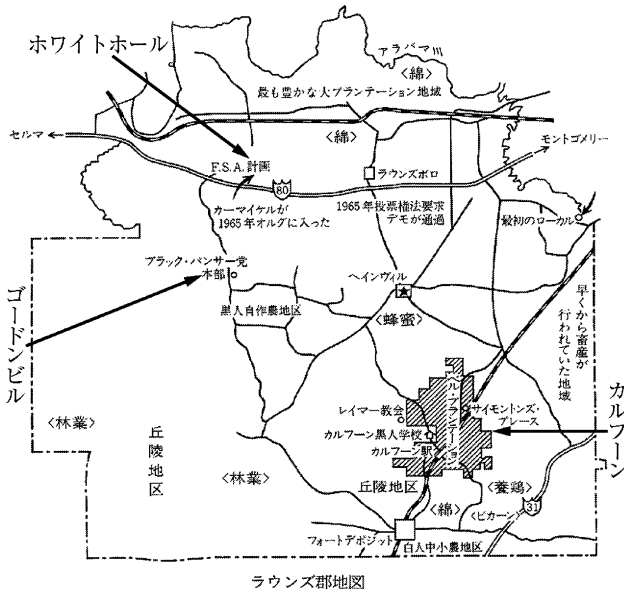 ホワイトホール
アラバマ川
〈綿〉
最も豊かな大プランテーション地域
セルマ
〈綿〉
モントゴメリー
F.S.A.計画
80
ラウンズボロ
カーマイケルが
1965年オルグに入った
1965年投票権法要求
デモが通過
最初のローカル
ブラック・パンサー党
本部
ヘインヴィル
黒人自作農地区
〈蜂蜜〉
早くから畜産が
行われていた地域
ゴードンビル
カルフーン
ベル・プランテーション
レイマー教会
サイモントンズ・
プレース
カルフーン黒人学校
カルフーン駅
〈林業〉
丘陵地区
〈林業〉
丘陵地区
〈養鶏〉
〈綿〉
〈ピカーン〉
31
フォートデポジット
白人中小農地区
ラウンズ郡地図